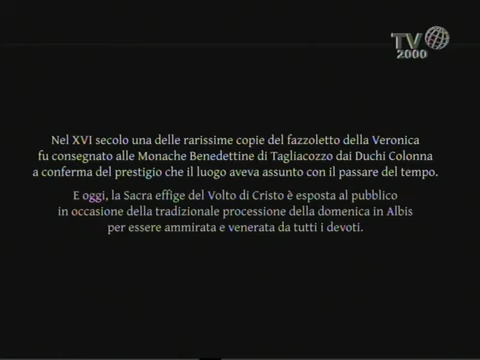 TV
2000
Nel XVI secolo una delle rarissime copie del fazzoletto della Veronica
fu consegnato alle Monache Benedettine di Tagliacozzo dai Duchi Colonna
a conferma del prestigio che il luogo aveva assunto con il passare del tempo.
E oggi, la Sacra effige del Volto di Cristo è esposta al pubblico
in occasione della tradizionale processione della domenica in Albis
per essere ammirata e venerata da tutti i devoti.